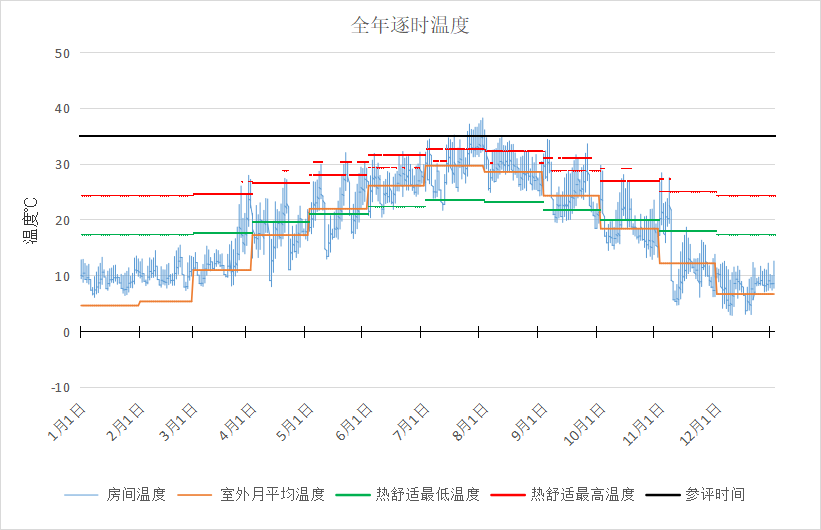 全年逐时温度
50
40
30
20
10
0
-10
温度℃
1月1日
2月1日
3月1日
4月1日
5月1日
6月1日
7月1日
8月1日
9月1日
10月1日
11月1日
12月1日
房间温度
室外月平均温度
热舒适最低温度
热舒适最高温度
参评时间